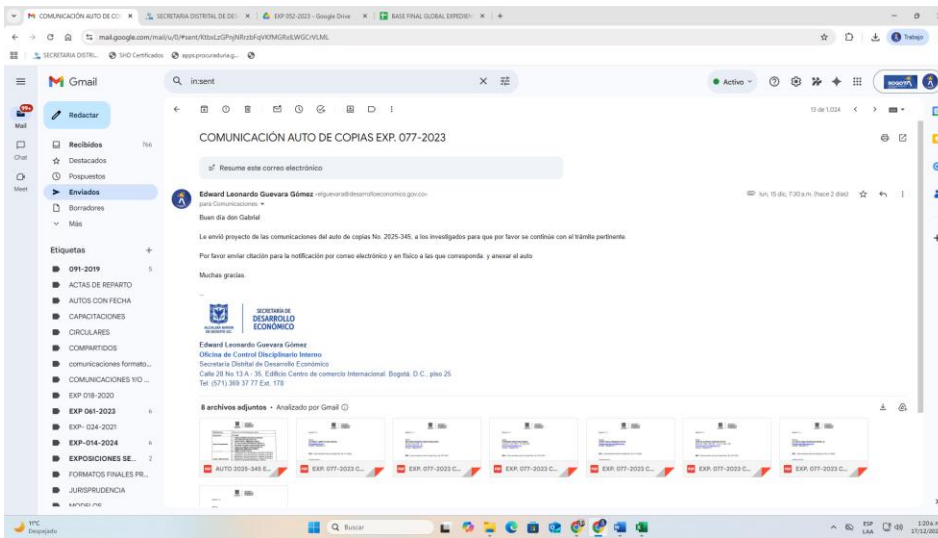 COMUNICACIÓN AUTO DE CO
SECRETARIA DISTRITAL DE DES
EXP 052-2023 - Google Drive
BASE FINAL GLOBAL EXPEDIEN
SECRETARIA DISTRI...
SHD Certificados
apps.procuraduria.g...
Trabajo
Gmail
in:sent
Activo
BOGOTÁ
99+
Mail
Chat
Meet
Redactar
13 de 1,024
Recibidos 766
Destacados
Pospuestos
Enviados
Borradores
Más
Etiquetas
091-2019 5
ACTAS DE REPARTO
AUTOS CON FECHA
CAPACITACIONES
CIRCULARES
COMPARTIDOS
comunicaciones formato...
COMUNICACIONES Y/O ...
EXP 018-2020
EXP 061-2023 6
EXP- 024-2021
EXP-014-2024 6
EXPOSICIONES SE... 2
FORMATOS FINALES PR...
JURISPRUDENCIA
MODELOS
COMUNICACIÓN AUTO DE COPIAS EXP. 077-2023
Resume este correo electrónico
Edward Leonardo Guevara Gómez <elguevara@desarrolloeconomico.gov.co>
lun, 15 dic, 7:30 a.m. (hace 2 días)
para Comunicaciones
Buen día don Gabriel
Le envió proyecto de las comunicaciones del auto de copias No. 2025-345, a los investigados para que por favor se continúe con el trámite pertinente.
Por favor enviar citación para la notificación por correo electrónico y en físico a las que corresponda. y anexar el auto
Muchas gracias.
--
ALCALDÍA MAYOR
DE BOGOTÁ D.C.
SECRETARÍA DE
DESARROLLO
ECONÓMICO
Edward Leonardo Guevara Gómez
Oficina de Control Disciplinario Interno
Secretaría Distrital de Desarrollo Económico
Calle 28 No 13 A - 35, Edificio Centro de comercio Internacional. Bogotá. D.C., piso 25
Tel: (571) 369 37 77 Ext. 178
8 archivos adjuntos • Analizado por Gmail
AUTO 2025-345 E...
EXP. 077-2023 C...
EXP. 077-2023 C...
EXP. 077-2023 C...
EXP. 077-2023 C...
EXP. 077-2023 C...
EXP. 077-2023 C...
11°C
Despejado
Buscar
ESP
LAA
1:20 a.
17/12/202